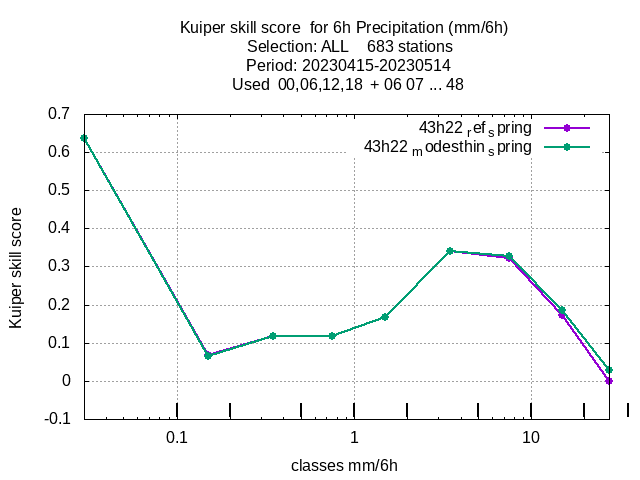 Kuiper skill score  for 6h Precipitation (mm/6h)
Selection: ALL    683 stations
Period: 20230415-20230514
Used  00,06,12,18  + 06 07 ... 48
0.7
43h22 ref spring
0.6
43h22 modesthin spring
0.5
0.4
0.3
0.2
0.1
0
-0.1
Kuiper skill score
0.1 1 10
classes mm/6h